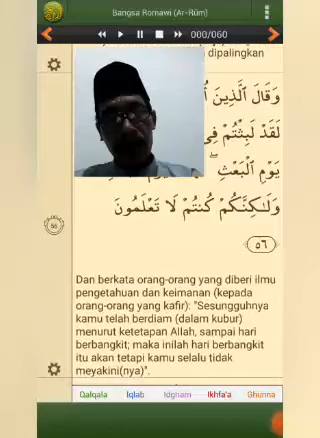 Bangsa Romawi (Ar-Rūm)
000/060
dipalingkan
وَقَالَ الَّذِينَ
لَقَدْ لَبِثْتُمْ فِي
يَوْمِ الْبَعْثِ ۖ
وَلَٰكِنَّكُمْ كُنتُمْ لَا تَعْلَمُونَ
٥٦
56
Dan berkata orang-orang yang diberi ilmu
pengetahuan dan keimanan (kepada
orang-orang yang kafir): "Sesungguhnya
kamu telah berdiam (dalam kubur)
menurut ketetapan Allah, sampai hari
berbangkit; maka inilah hari berbangkit
itu akan tetapi kamu selalu tidak
meyakini(nya)".
Qalqala Iqlab Idgham Ikhfa'a Ghunna